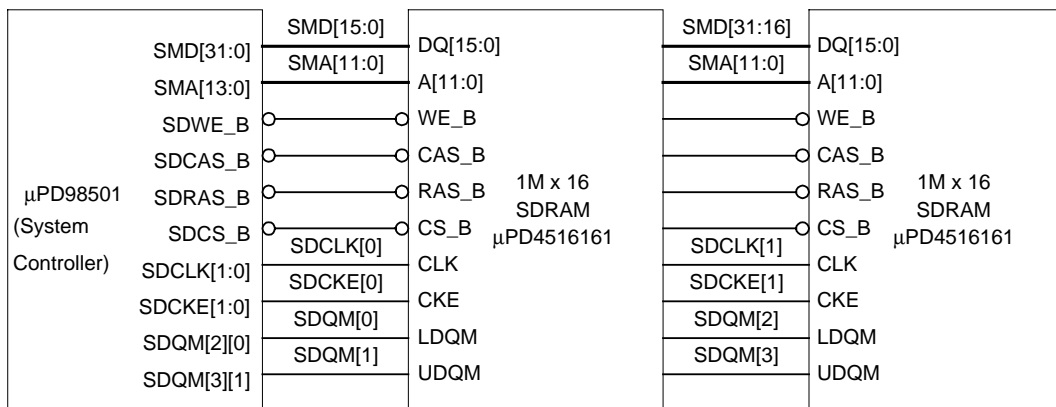 μPD98501
(System
Controller)
SMD[31:0]
SMA[13:0]
SDWE_B
SDCAS_B
SDRAS_B
SDCS_B
SDCLK[1:0]
SDCKE[1:0]
SDQM[2][0]
SDQM[3][1]
SMD[15:0]
SMA[11:0]
SDCLK[0]
SDCKE[0]
SDQM[0]
SDQM[1]
DQ[15:0]
A[11:0]
WE_B
CAS_B
RAS_B
CS_B
CLK
CKE
LDQM
UDQM
1M x 16
SDRAM
μPD4516161
SMD[31:16]
SMA[11:0]
SDCLK[1]
SDCKE[1]
SDQM[2]
SDQM[3]
DQ[15:0]
A[11:0]
WE_B
CAS_B
RAS_B
CS_B
CLK
CKE
LDQM
UDQM
1M x 16
SDRAM
μPD4516161